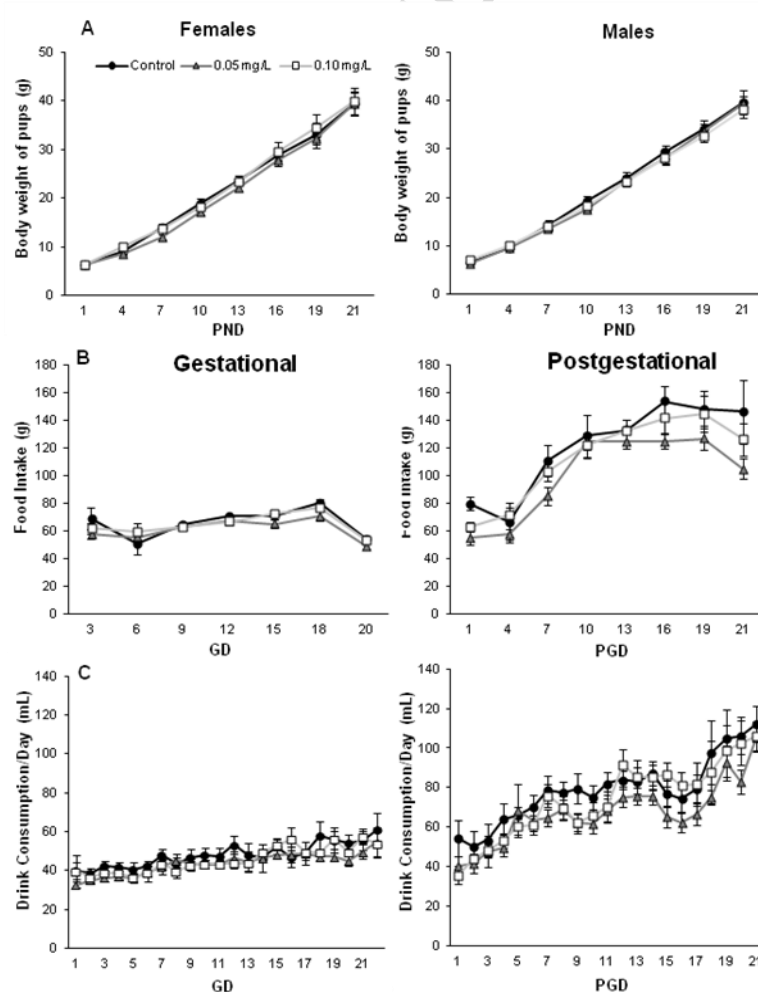 A
Females
Males
Control
0.05 mg/L
0.10 mg/L
Body weight of pups (g)
50
40
30
20
10
0
1 4 7 10 13 16 19 21
PND
Body weight of pups (g)
50
40
30
20
10
0
1 4 7 10 13 16 19 21
PND
B
Gestational
Postgestational
Food Intake (g)
180
160
140
120
100
80
60
40
20
0
3 6 9 12 15 18 20
GD
Food Intake (g)
180
160
140
120
100
80
60
40
20
0
1 4 7 10 13 16 19 21
PGD
C
Drink Consumption/Day (mL)
140
120
100
80
60
40
20
0
1 3 5 7 9 11 13 15 17 19 21
GD
Drink Consumption/Day (mL)
140
120
100
80
60
40
20
0
1 3 5 7 9 11 13 15 17 19 21
PGD